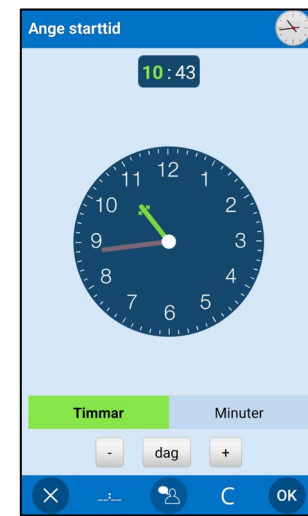 Ange starttid
10:43
12
11 1
10 2
9 3
8 4
7 5
6
Timmar Minuter
- dag +
--:-- C OK